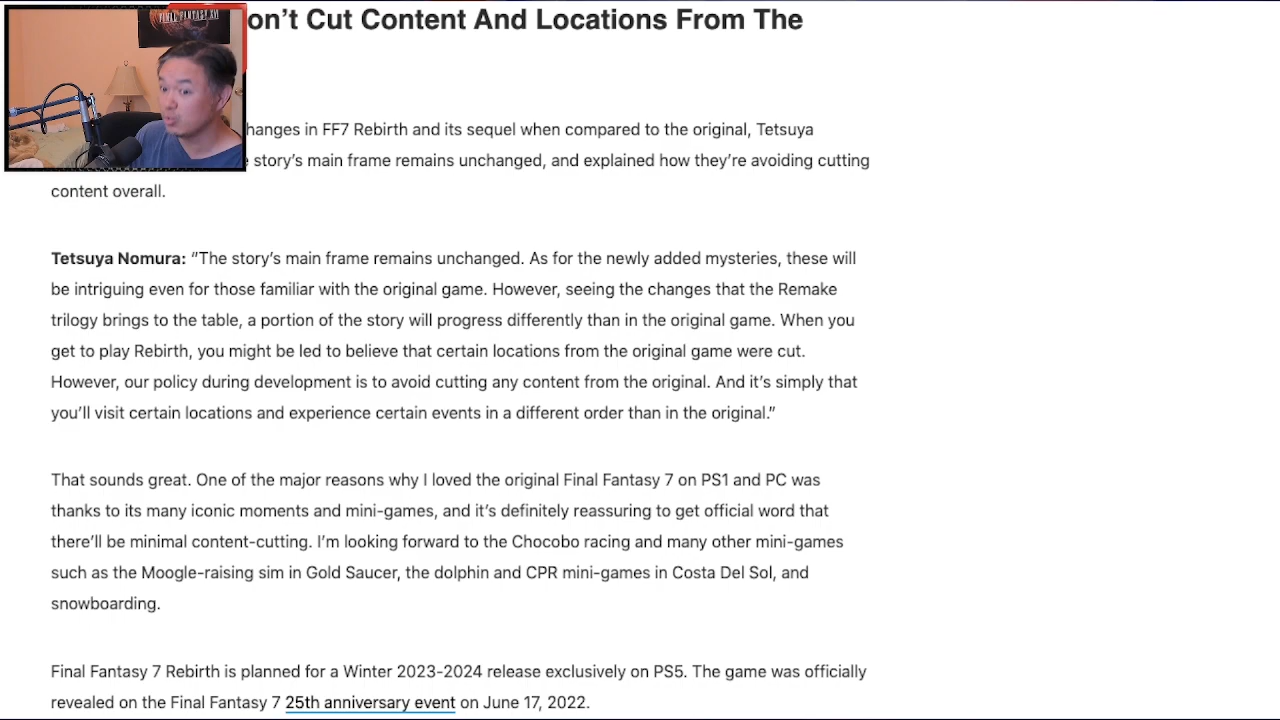 FINAL FANTASY XVI
on't Cut Content And Locations From The
hanges in FF7 Rebirth and its sequel when compared to the original, Tetsuya
story's main frame remains unchanged, and explained how they're avoiding cutting
content overall.
Tetsuya Nomura: “The story's main frame remains unchanged. As for the newly added mysteries, these will
be intriguing even for those familiar with the original game. However, seeing the changes that the Remake
trilogy brings to the table, a portion of the story will progress differently than in the original game. When you
get to play Rebirth, you might be led to believe that certain locations from the original game were cut.
However, our policy during development is to avoid cutting any content from the original. And it's simply that
you'll visit certain locations and experience certain events in a different order than in the original.”
That sounds great. One of the major reasons why I loved the original Final Fantasy 7 on PS1 and PC was
thanks to its many iconic moments and mini-games, and it's definitely reassuring to get official word that
there'll be minimal content-cutting. I'm looking forward to the Chocobo racing and many other mini-games
such as the Moogle-raising sim in Gold Saucer, the dolphin and CPR mini-games in Costa Del Sol, and
snowboarding.
Final Fantasy 7 Rebirth is planned for a Winter 2023-2024 release exclusively on PS5. The game was officially
revealed on the Final Fantasy 7 25th anniversary event on June 17, 2022.